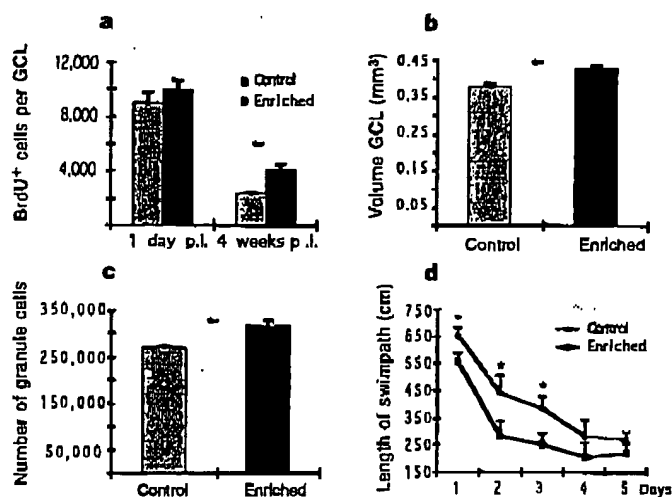 a
BrdU⁺ cells per GCL
12,000
8,000
4,000
Control
Enriched
1 day p.l. 4 weeks p.l.
b
Volume GCL (mm³)
0.45
0.35
0.25
0.15
0.05
Control Enriched
c
Number of granule cells
350,000
250,000
150,000
50,000
Control Enriched
d
Length of swimpath (cm)
750
650
550
450
350
250
150
Control
Enriched
* * *
1 2 3 4 5 Days